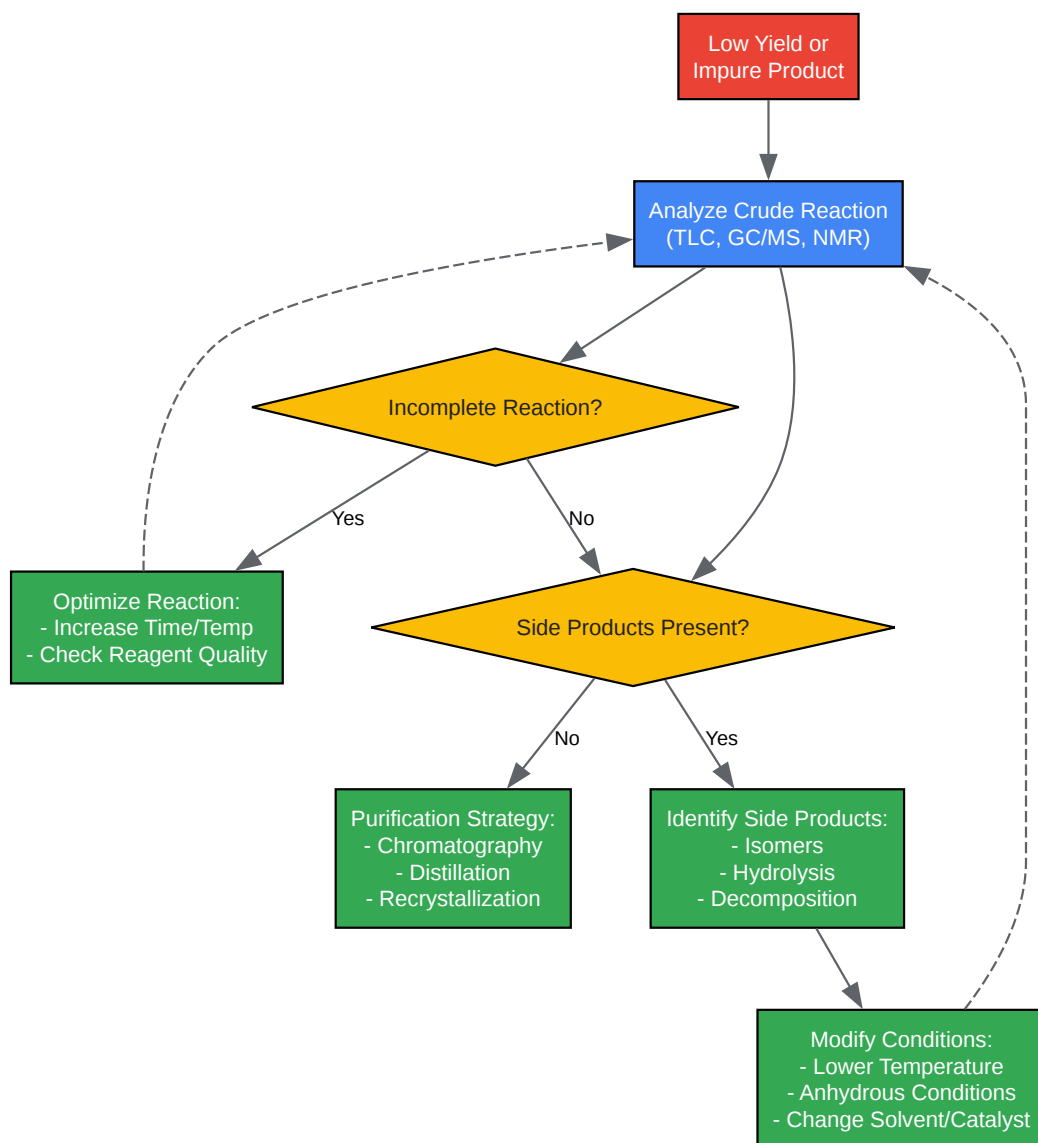 Low Yield or
Impure Product
Analyze Crude Reaction
(TLC, GC/MS, NMR)
Incomplete Reaction?
Yes
No
Optimize Reaction:
- Increase Time/Temp
- Check Reagent Quality
Side Products Present?
No
Yes
Purification Strategy:
- Chromatography
- Distillation
- Recrystallization
Identify Side Products:
- Isomers
- Hydrolysis
- Decomposition
Modify Conditions:
- Lower Temperature
- Anhydrous Conditions
- Change Solvent/Catalyst